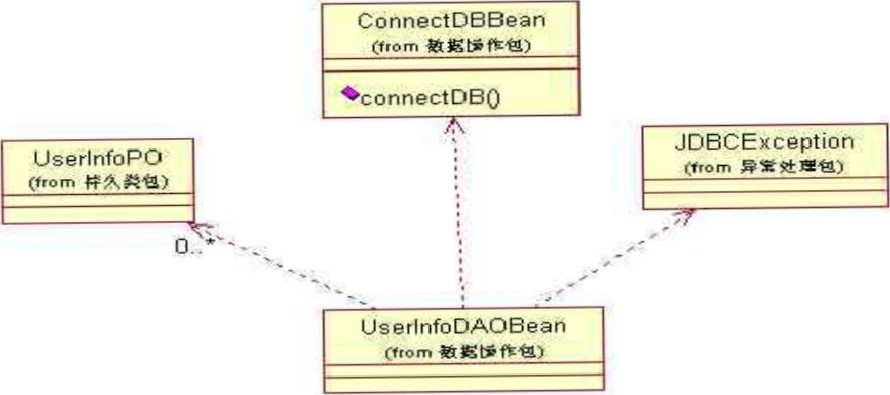 ConnectDBBean
(from 数据操作包)
connectDB()
UserInfoPO
(from 持久类包)
JDBCException
(from 异常处理包)
0..*
UserInfoDAOBean
(from 数据操作包)